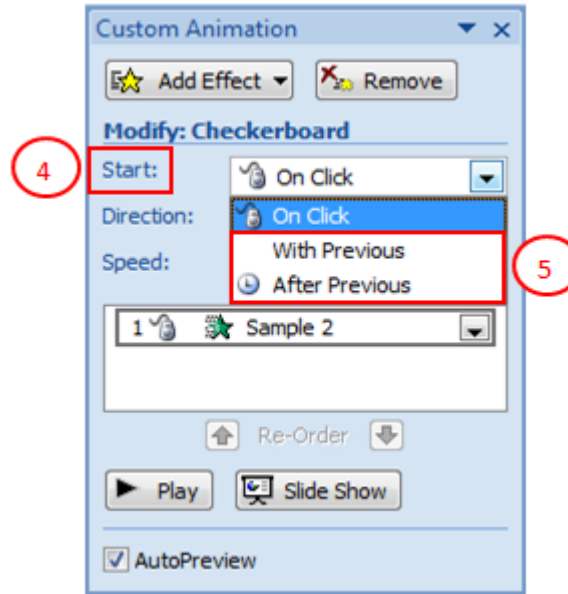 Custom Animation
Add Effect Remove
Modify: Checkerboard
4 Start: On Click
Direction: On Click
With Previous
Speed: 5
After Previous
1 Sample 2
Re-Order
Play Slide Show
AutoPreview